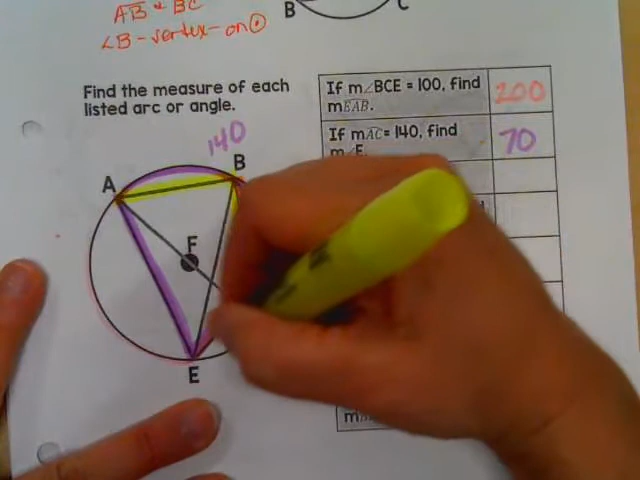 AB + BC
∠B - vertex - on ⊙
B C
Find the measure of each
listed arc or angle.
If m∠BCE = 100, find
mEAB.
200
If mAC = 140, find
m∠E.
70
140
A
B
F
E